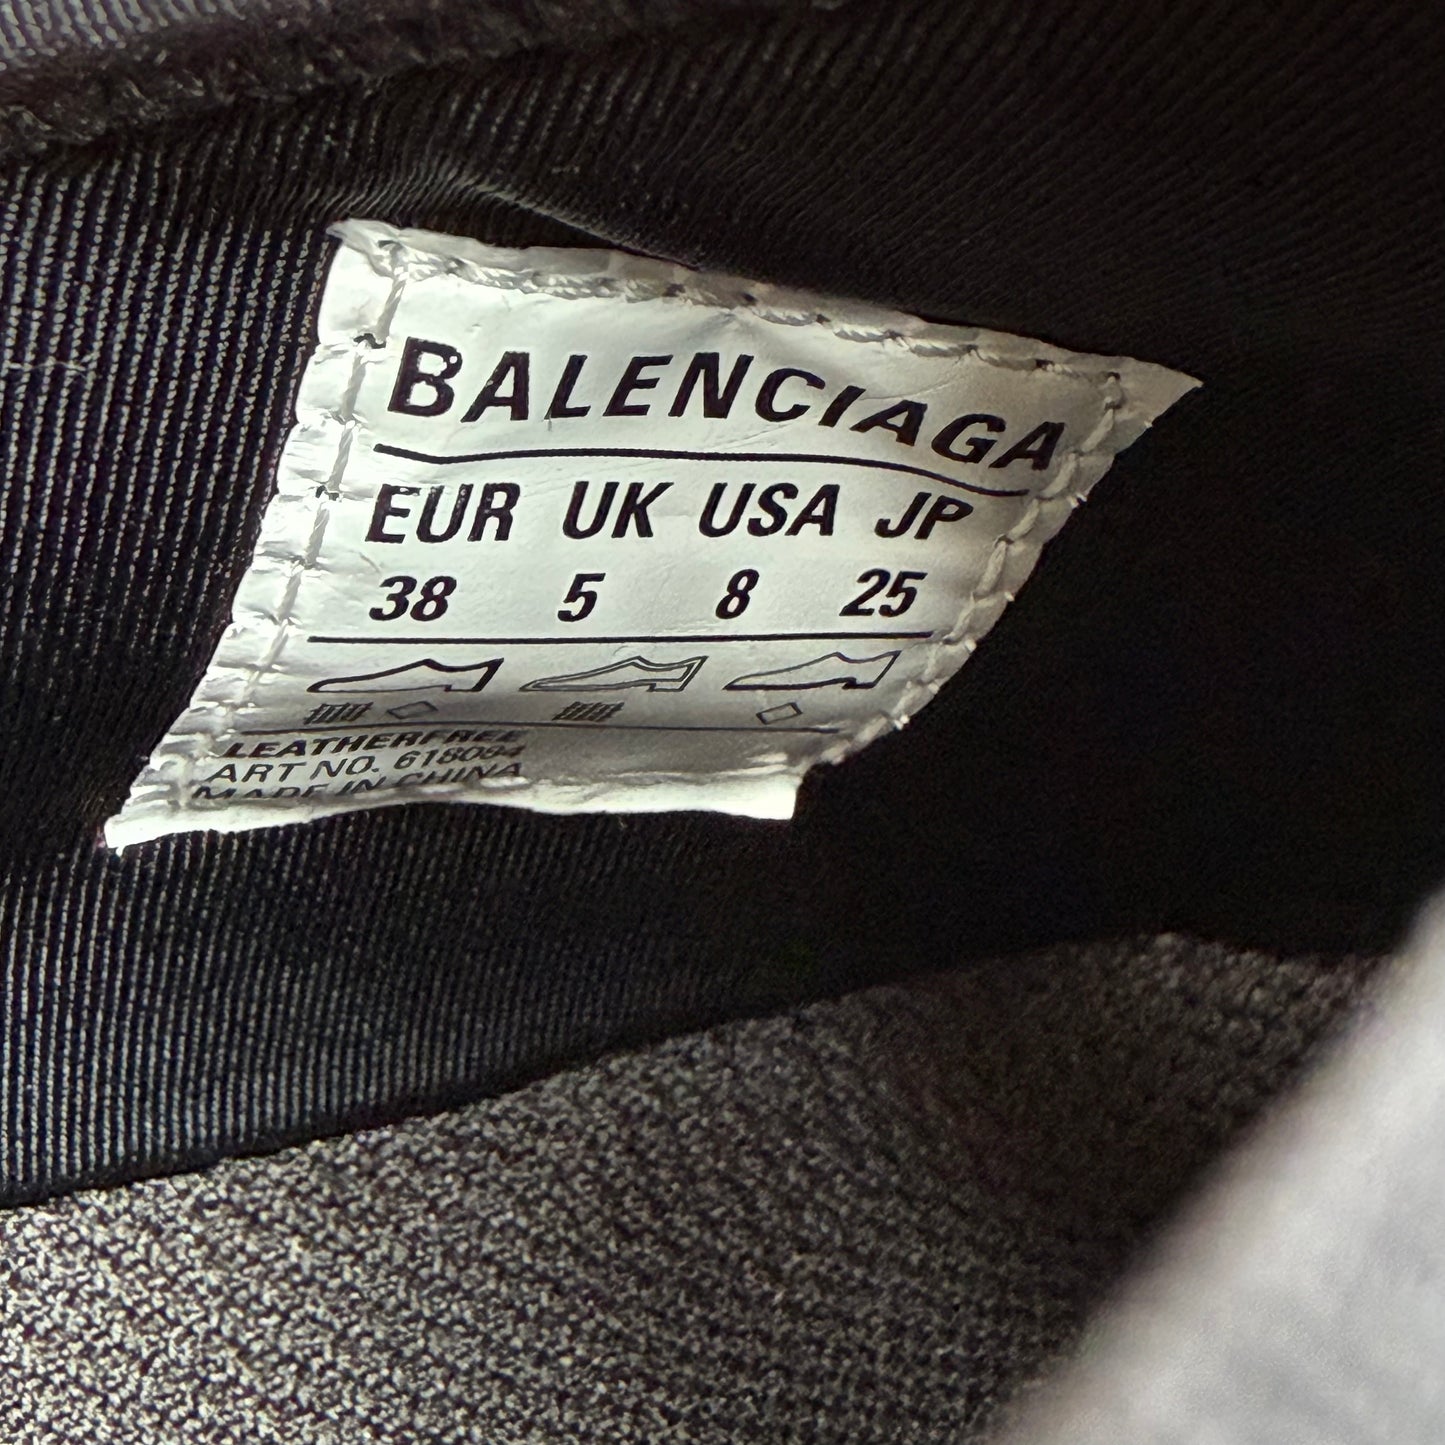 BALENCIAGA
EUR UK USA JP
38 5 8 25
LEATHERFREE
ART NO. 618094
MADE IN CHINA